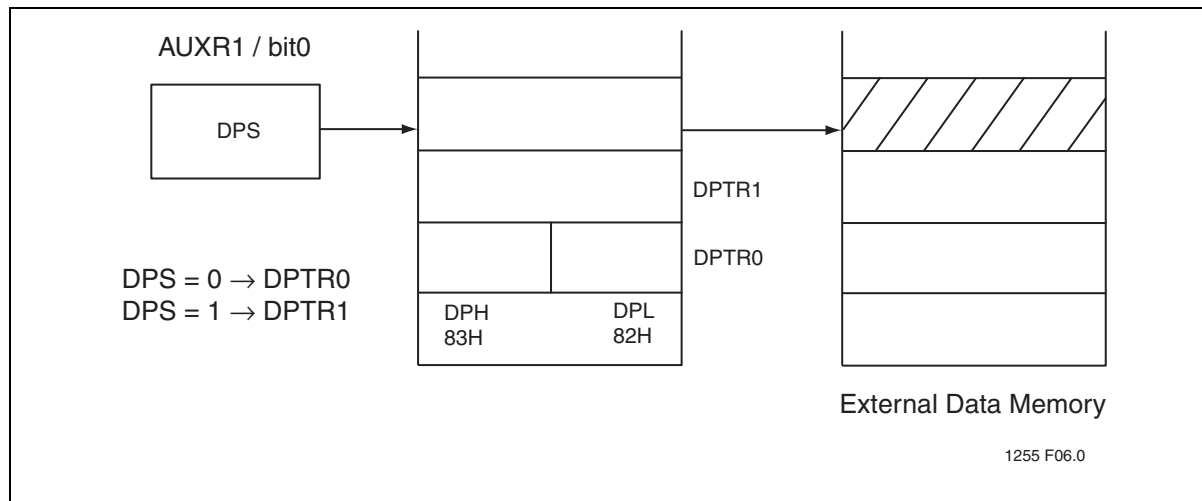 AUXR1 / bit0
DPS
DPTR1
DPTR0
DPS = 0 → DPTR0
DPS = 1 → DPTR1
DPH
83H
DPL
82H
External Data Memory
1255 F06.0